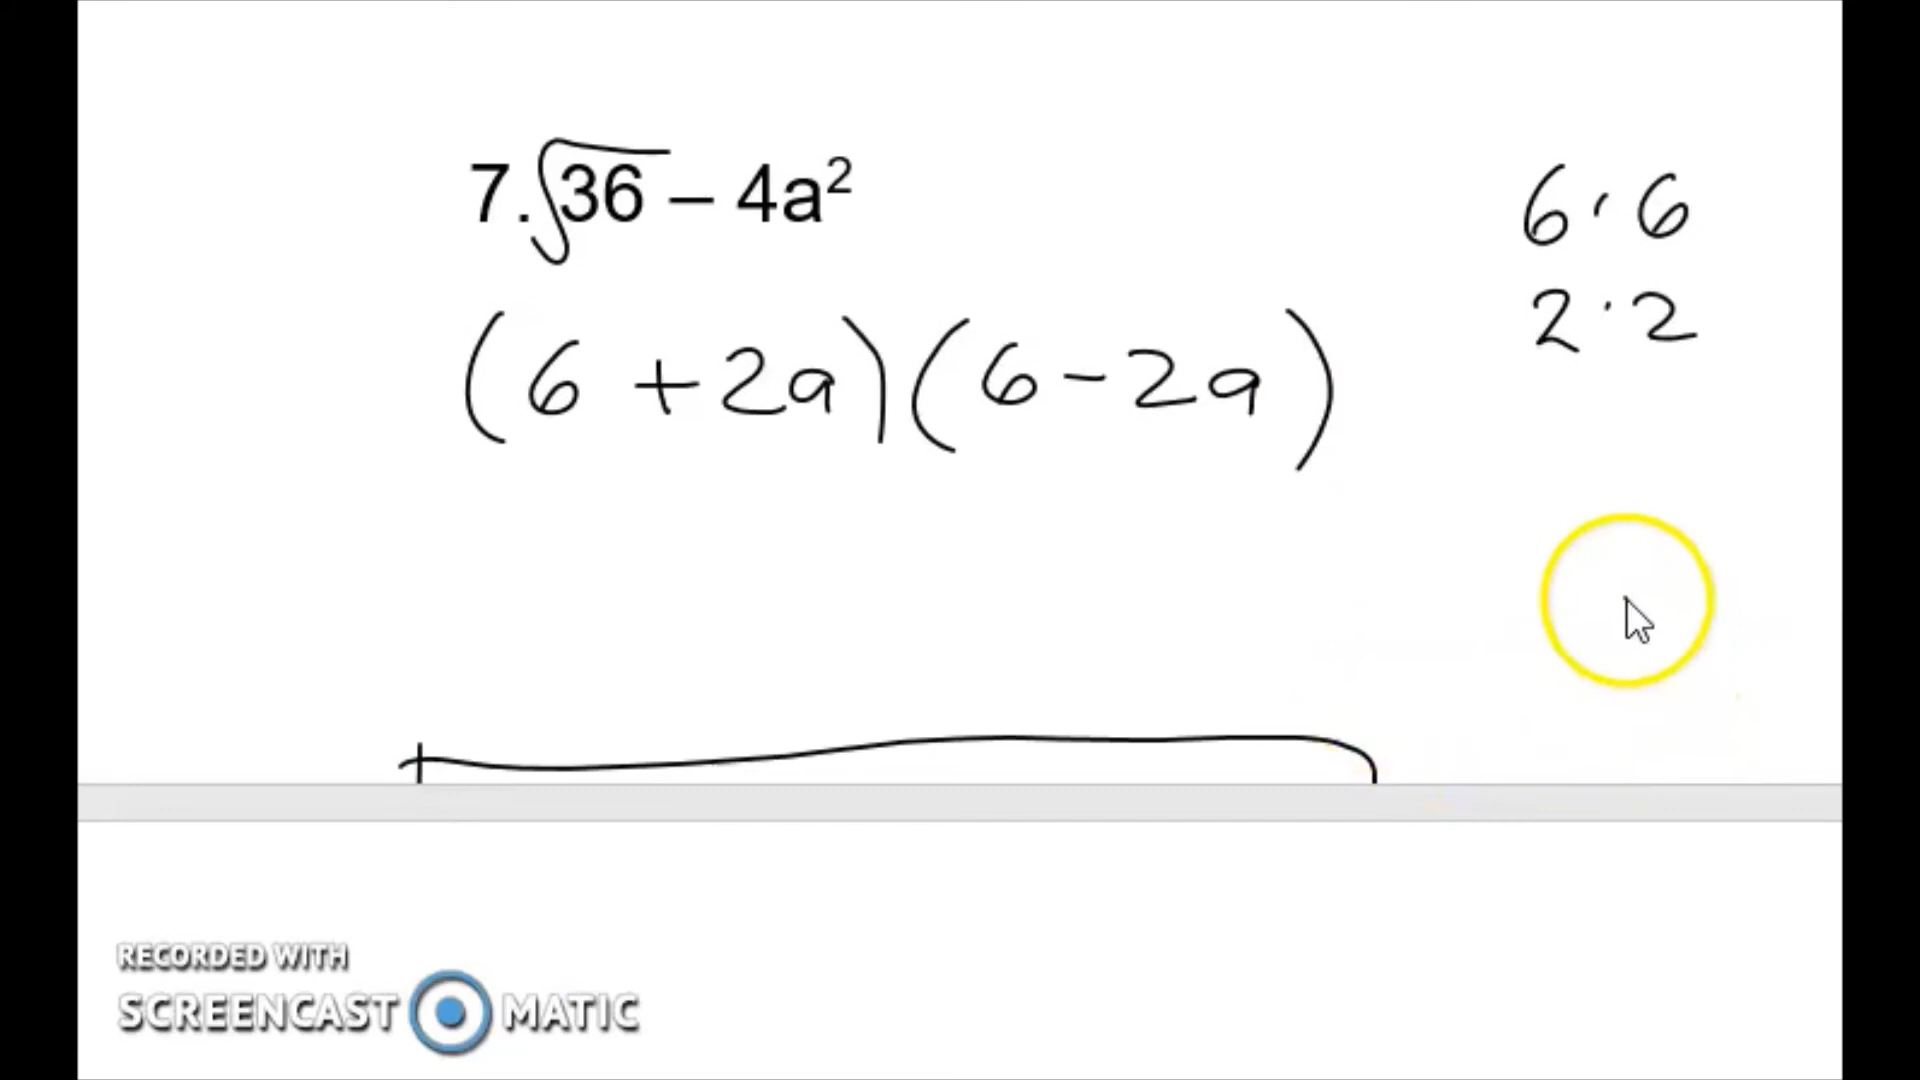 7. √36 – 4a²
(6 + 2a)(6 - 2a)
6 · 6
2 · 2
RECORDED WITH
SCREENCAST MATIC